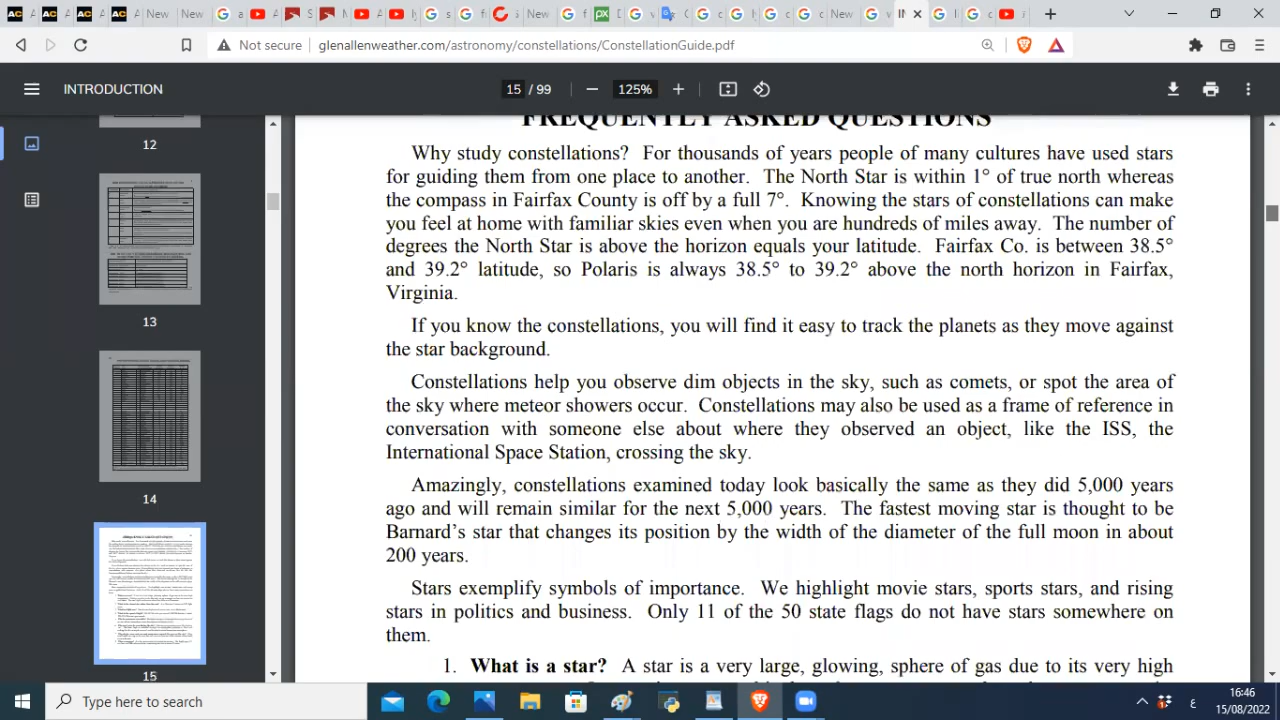 Not secure glenallenweather.com/astronomy/constellations/ConstellationGuide.pdf
INTRODUCTION 15 / 99 125%
12
13
14
15
FREQUENTLY ASKED QUESTIONS
Why study constellations? For thousands of years people of many cultures have used stars
for guiding them from one place to another. The North Star is within 1° of true north whereas
the compass in Fairfax County is off by a full 7°. Knowing the stars of constellations can make
you feel at home with familiar skies even when you are hundreds of miles away. The number of
degrees the North Star is above the horizon equals your latitude. Fairfax Co. is between 38.5°
and 39.2° latitude, so Polaris is always 38.5° to 39.2° above the north horizon in Fairfax,
Virginia.
If you know the constellations, you will find it easy to track the planets as they move against
the star background.
Constellations help you observe dim objects in the sky, such as comets, or spot the area of
the sky where meteor showers occur. Constellations may also be used as a frame of reference in
conversation with someone else about where they observed an object, like the ISS, the
International Space Station, crossing the sky.
Amazingly, constellations examined today look basically the same as they did 5,000 years
ago and will remain similar for the next 5,000 years. The fastest moving star is thought to be
Barnard's star that changes its position by the width of the diameter of the full moon in about
200 years.
Stars exemplify symbols of importance. We highlight movie stars, sports stars, and rising
stars in politics and business. Only 11 of the 50 state flags do not have stars somewhere on
them.
1. What is a star? A star is a very large, glowing, sphere of gas due to its very high
Type here to search
ع
16:46
15/08/2022